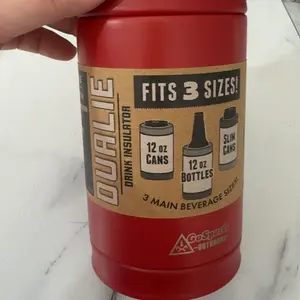 DUALIE
DRINK INSULATOR
FITS 3 SIZES!
12 OZ
CANS
12 OZ
BOTTLES
SLIM
CANS
3 MAIN BEVERAGE SIZES!
GoSports
OUTDOORS